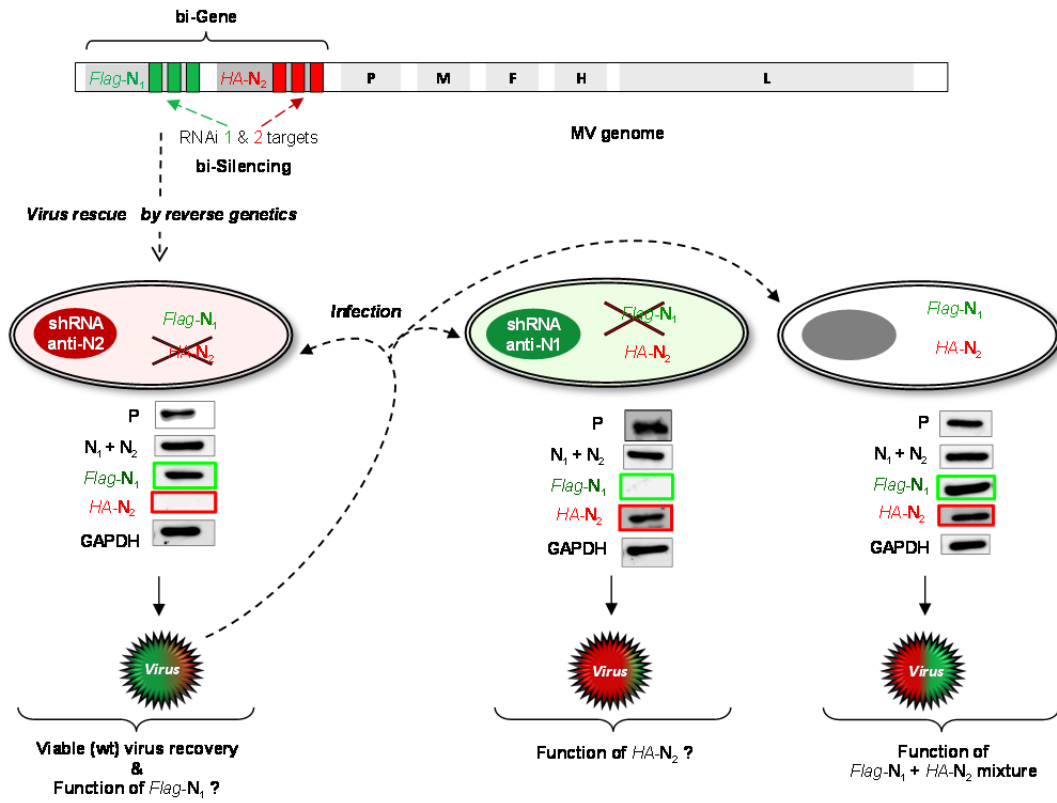 bi-Gene
Flag-N1 HA-N2 P M F H L
RNAi 1 & 2 targets
bi-Silencing
MV genome
Virus rescue by reverse genetics
Infection
shRNA
anti-N2
Flag-N1
HA-N2
shRNA
anti-N1
Flag-N1
HA-N2
Flag-N1
HA-N2
P
N1 + N2
Flag-N1
HA-N2
GAPDH
P
N1 + N2
Flag-N1
HA-N2
GAPDH
P
N1 + N2
Flag-N1
HA-N2
GAPDH
Virus
Virus
Virus
Viable (wt) virus recovery
&
Function of Flag-N1 ?
Function of HA-N2 ?
Function of
Flag-N1 + HA-N2 mixture